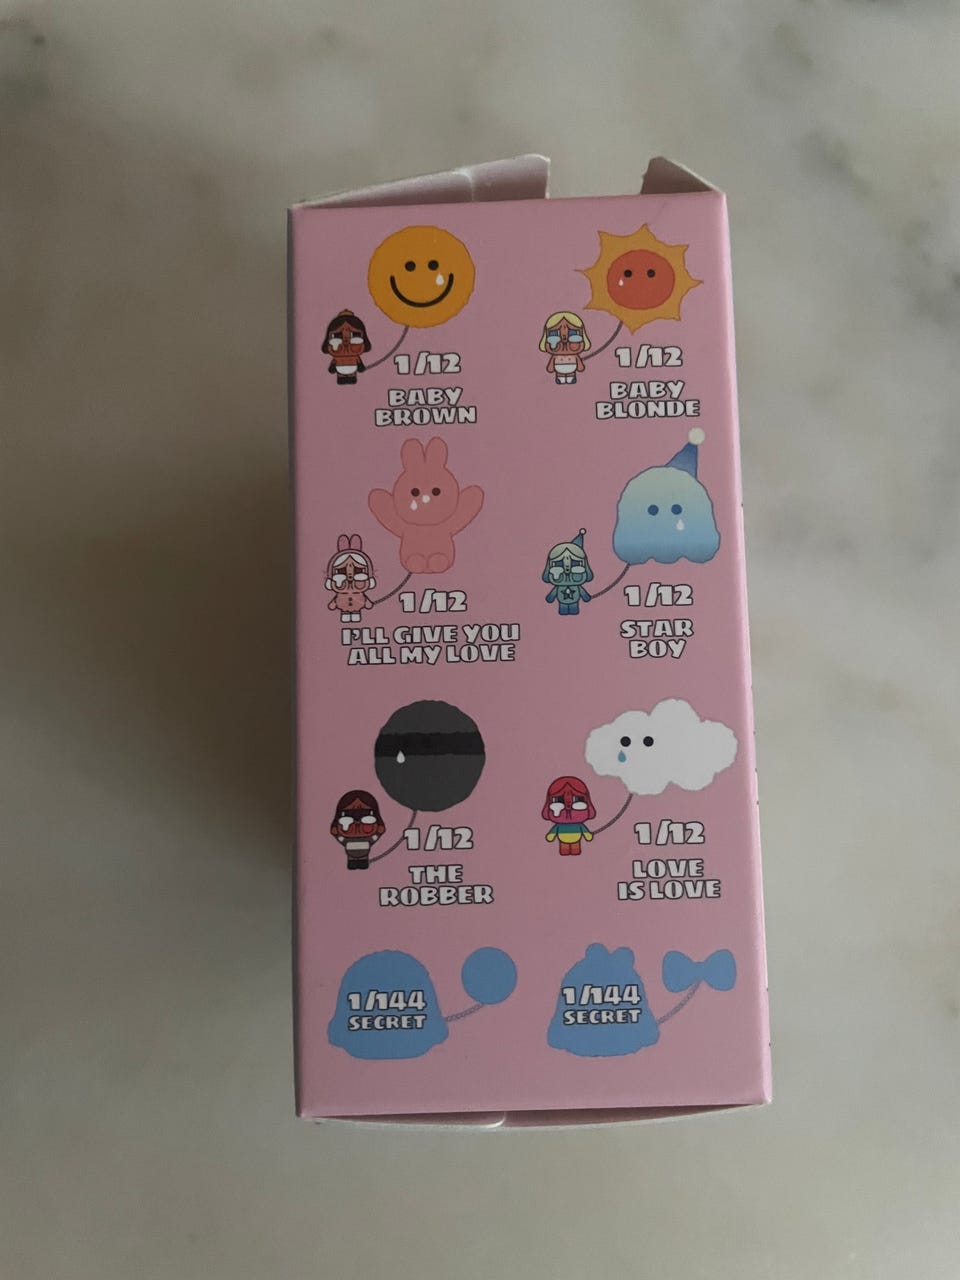 1/12
BABY
BROWN
1/12
BABY
BLONDE
1/12
I'LL GIVE YOU
ALL MY LOVE
1/12
STAR
BOY
1/12
THE
ROBBER
1/12
LOVE
IS LOVE
1/144
SECRET
1/144
SECRET